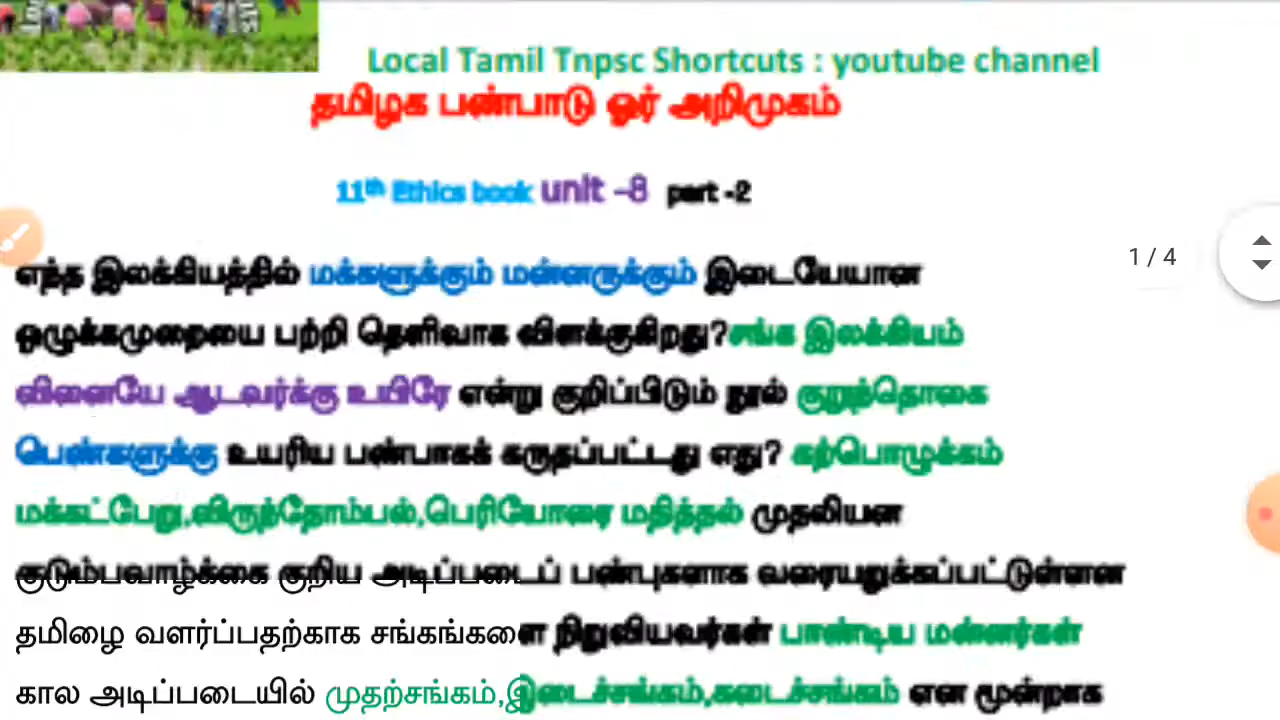 Local Tamil Tnpsc Shortcuts : youtube channel
தமிழக பண்பாடு ஓர் அறிமுகம்
11th Ethics book unit -8 part -2
1 / 4
எந்த இலக்கியத்தில் மக்களுக்கும் மன்னருக்கும் இடையேயான
ஒழுக்கமுறையை பற்றி தெளிவாக விளக்குகிறது?சங்க இலக்கியம்
வினையே ஆடவர்க்கு உயிரே என்று குறிப்பிடும் நூல் குறுந்தொகை
பெண்களுக்கு உயரிய பண்பாகக் கருதப்பட்டது எது? கற்பொழுக்கம்
மக்கட்பேறு,விருந்தோம்பல்,பெரியோரை மதித்தல் முதலியன
குடும்பவாழ்க்கை குறிய அடிப்படைப் பண்புகளாக வரையறுக்கப்பட்டுள்ளன
தமிழை வளர்ப்பதற்காக சங்கங்களை நிறுவியவர்கள் பாண்டிய மன்னர்கள்
கால அடிப்படையில் முதற்சங்கம்,இடைச்சங்கம்,கடைச்சங்கம் என மூன்றாக